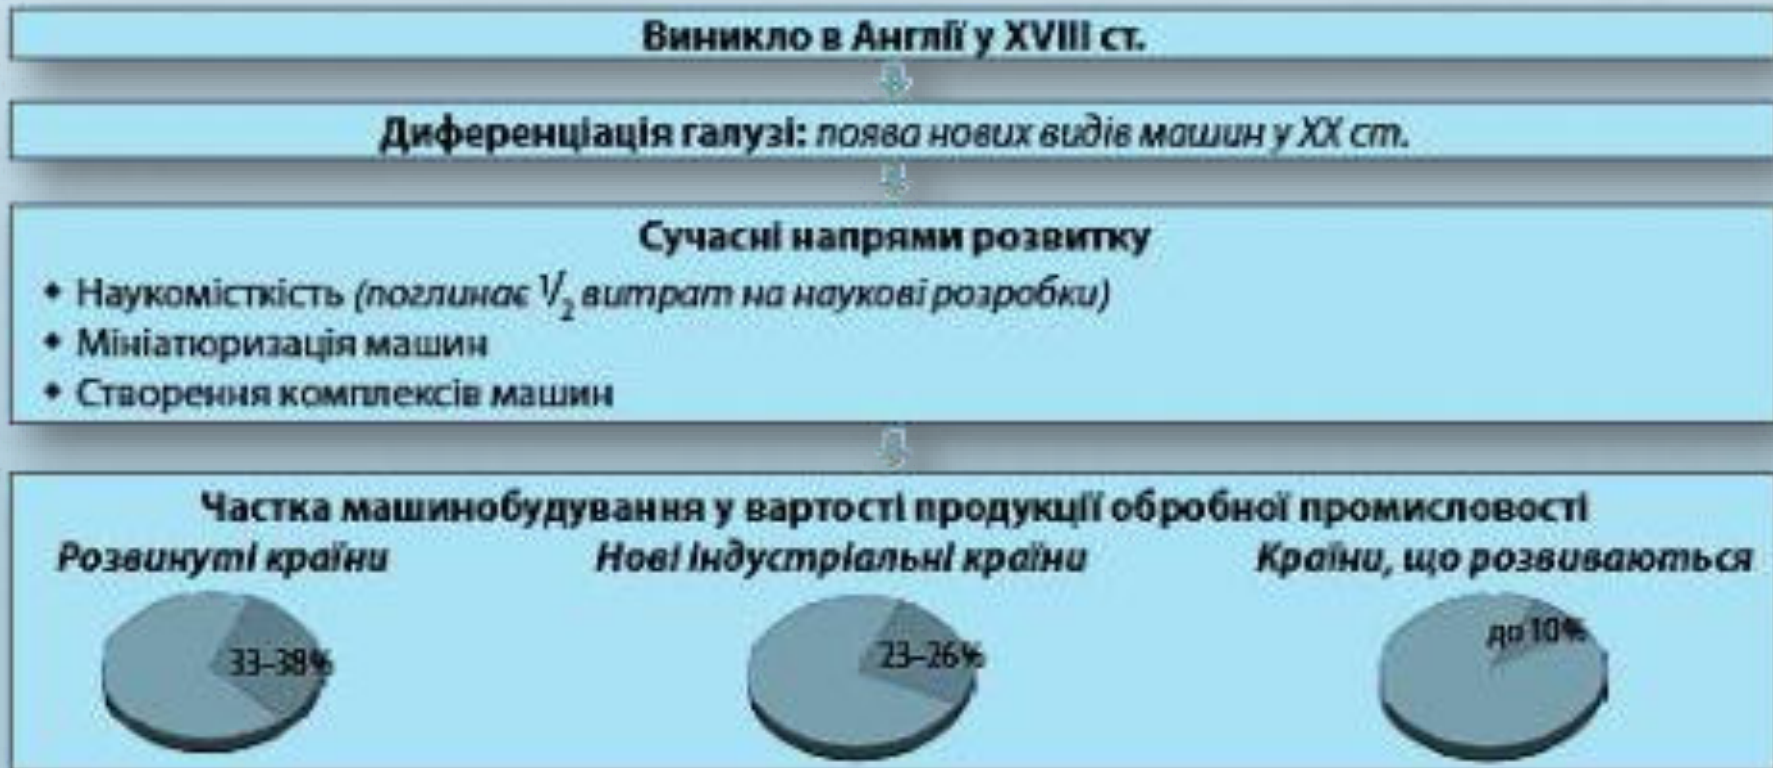 Виникло в Англії у XVIII ст.
Диференціація галузі: поява нових видів машин у XX ст.
Сучасні напрями розвитку
♦ Наукомісткість (поглинає 1/2 витрат на наукові розробки)
♦ Мініатюризація машин
♦ Створення комплексів машин
Частка машинобудування у вартості продукції обробної промисловості
Розвинуті країни Нові індустріальні країни Країни, що розвиваються
33–38% 23–26% до 10%